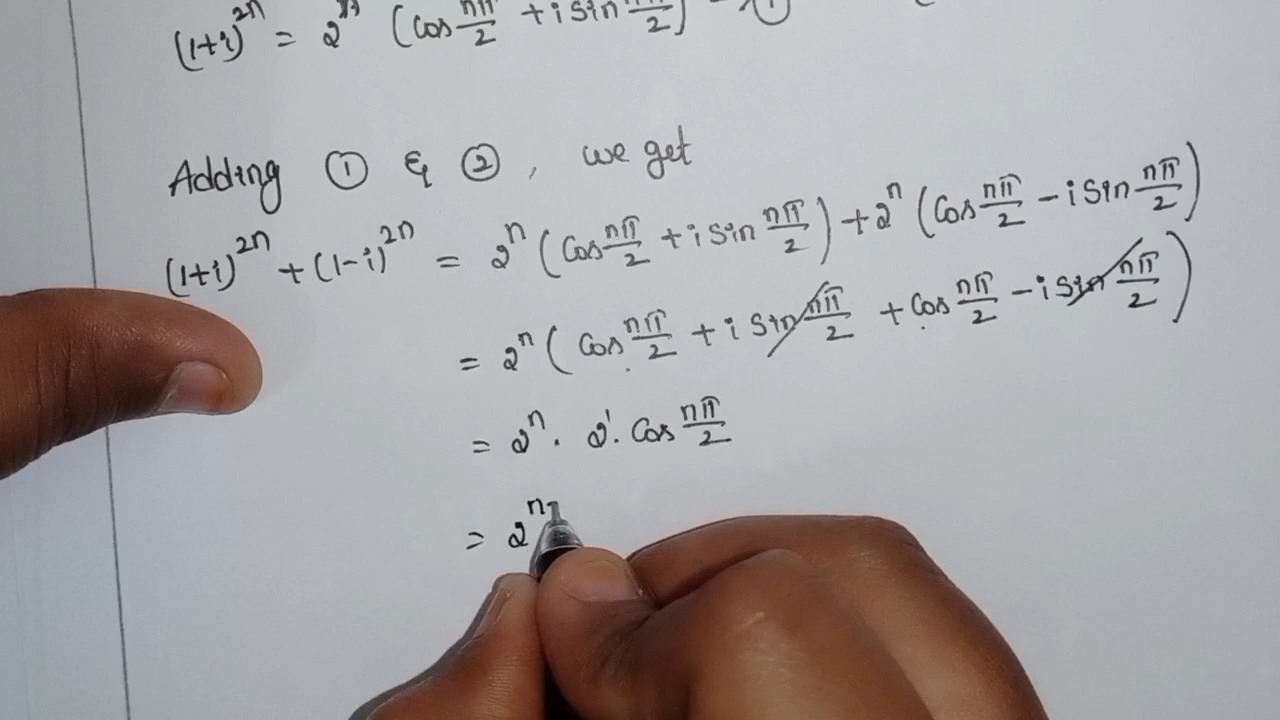 (1+i)^2n = 2^n (Cos nπ/2 + i Sin nπ/2) → ①
Adding ① & ②, we get
(1+i)^2n + (1-i)^2n = 2^n (Cos nπ/2 + i Sin nπ/2) + 2^n (Cos nπ/2 - i Sin nπ/2)
= 2^n (Cos nπ/2 + i Sin nπ/2 + Cos nπ/2 - i Sin nπ/2)
= 2^n · 2^1 · Cos nπ/2
= 2^n